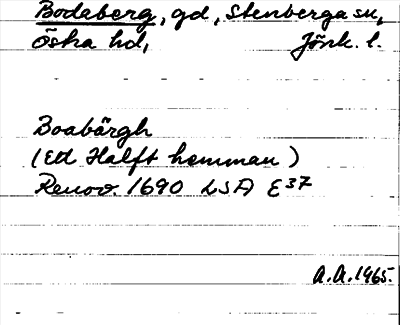 Bodaberg, gd, Stenberga sn,
Östra hd, Jönk. l.
Boabärgh
(Ett Halft hemman)
Renov. 1690 LSA E37
A.A. 1965.